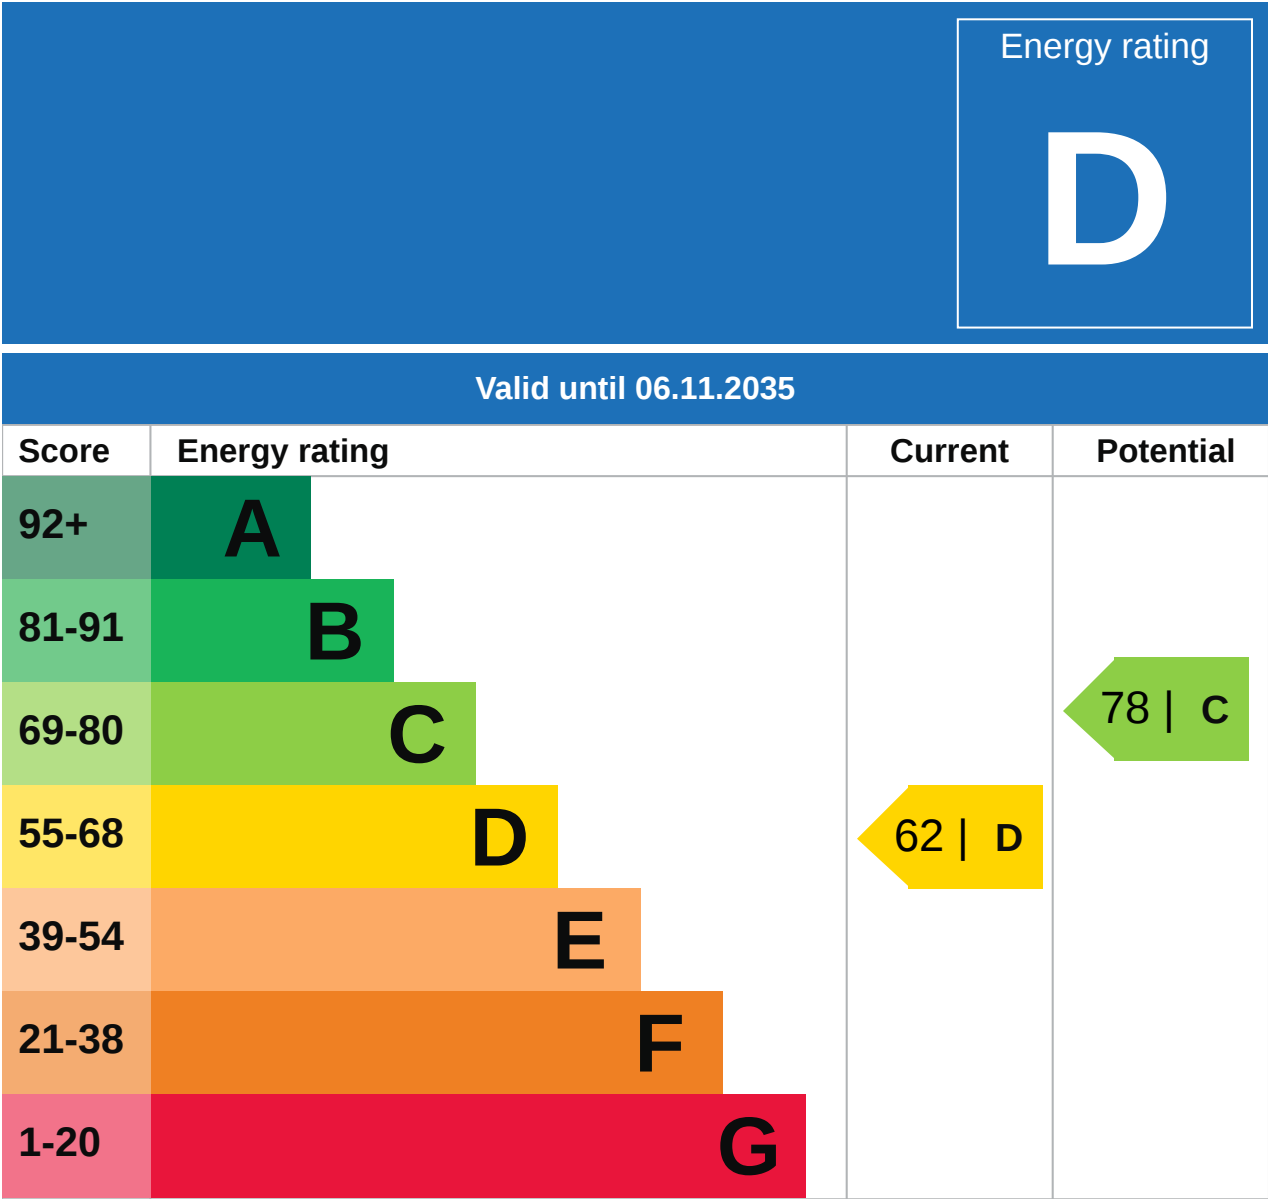 Energy rating
D
Valid until 06.11.2035
Score Energy rating Current Potential
92+ A
81-91 B
69-80 C
78 | C
55-68 D
62 | D
39-54 E
21-38 F
1-20 G